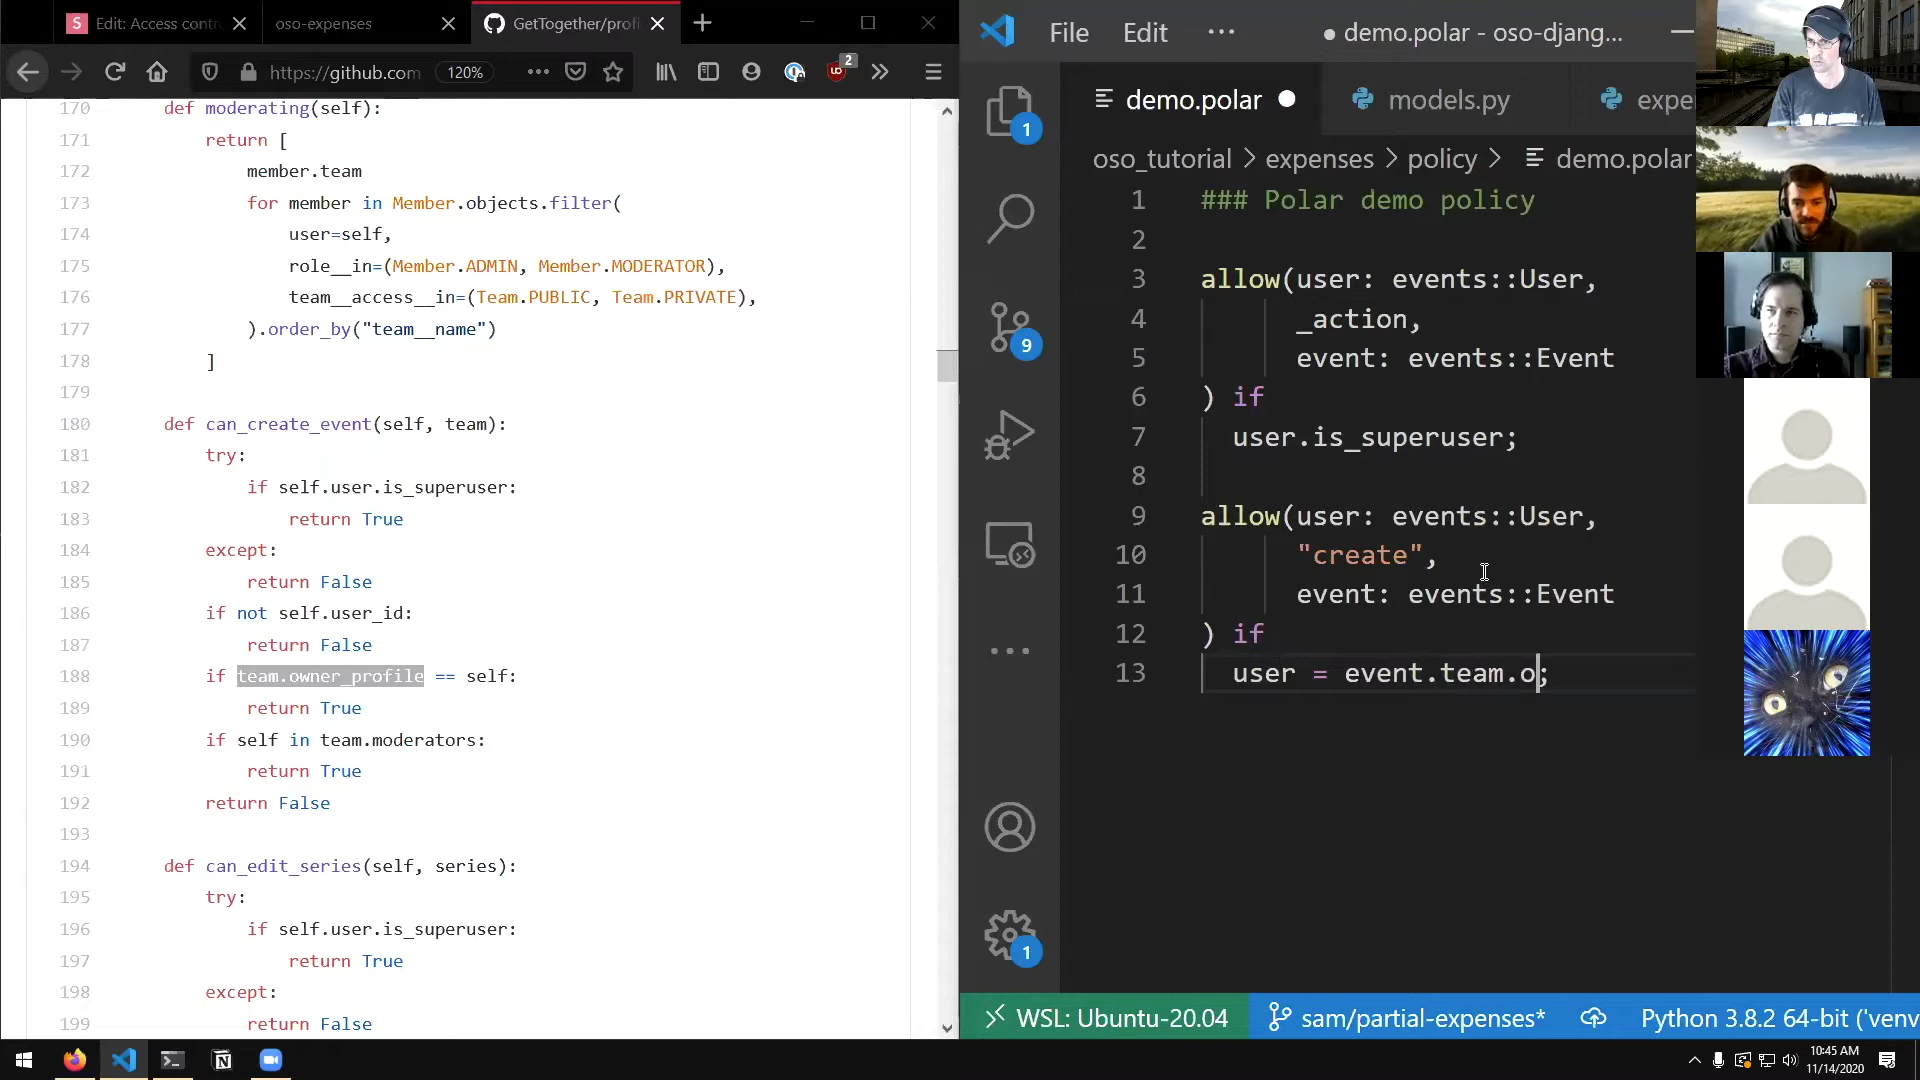 Edit: Access contr
oso-expenses
GetTogether/profi
https://github.com
120%
2
170 def moderating(self):
171 return [
172 member.team
173 for member in Member.objects.filter(
174 user=self,
175 role__in=(Member.ADMIN, Member.MODERATOR),
176 team__access__in=(Team.PUBLIC, Team.PRIVATE),
177 ).order_by("team__name")
178 ]
179
180 def can_create_event(self, team):
181 try:
182 if self.user.is_superuser:
183 return True
184 except:
185 return False
186 if not self.user_id:
187 return False
188 if team.owner_profile == self:
189 return True
190 if self in team.moderators:
191 return True
192 return False
193
194 def can_edit_series(self, series):
195 try:
196 if self.user.is_superuser:
197 return True
198 except:
199 return False
File Edit ··· ● demo.polar - oso-djang...
demo.polar
models.py
expe
oso_tutorial > expenses > policy > demo.polar
1 ### Polar demo policy
2
3 allow(user: events::User,
4 _action,
5 event: events::Event
6 ) if
7 user.is_superuser;
8
9 allow(user: events::User,
10 "create",
11 event: events::Event
12 ) if
13 user = event.team.o;
1
9
1
WSL: Ubuntu-20.04
sam/partial-expenses*
Python 3.8.2 64-bit ('venv
10:45 AM
11/14/2020